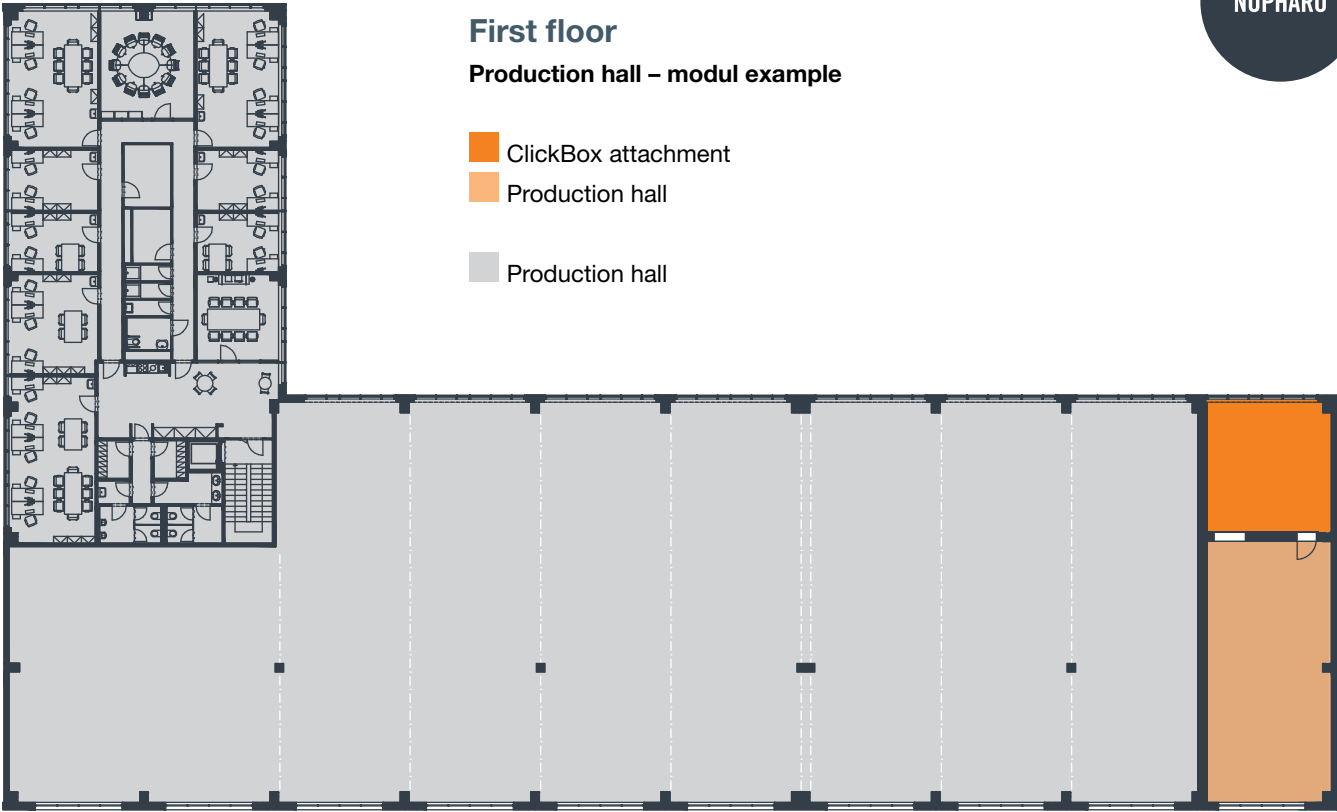 NUPHARO
First floor
Production hall – modul example
ClickBox attachment
Production hall
Production hall